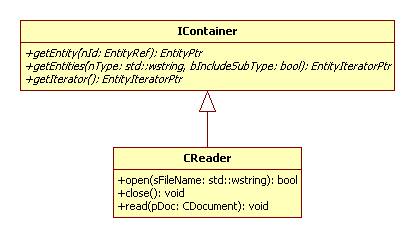 IContainer
+getEntity(nId: EntityRef): EntityPtr
+getEntities(nType: std::wstring, bIncludeSubType: bool): EntityIteratorPtr
+getIterator(): EntityIteratorPtr
CReader
+open(sFileName: std::wstring): bool
+close(): void
+read(pDoc: CDocument): void